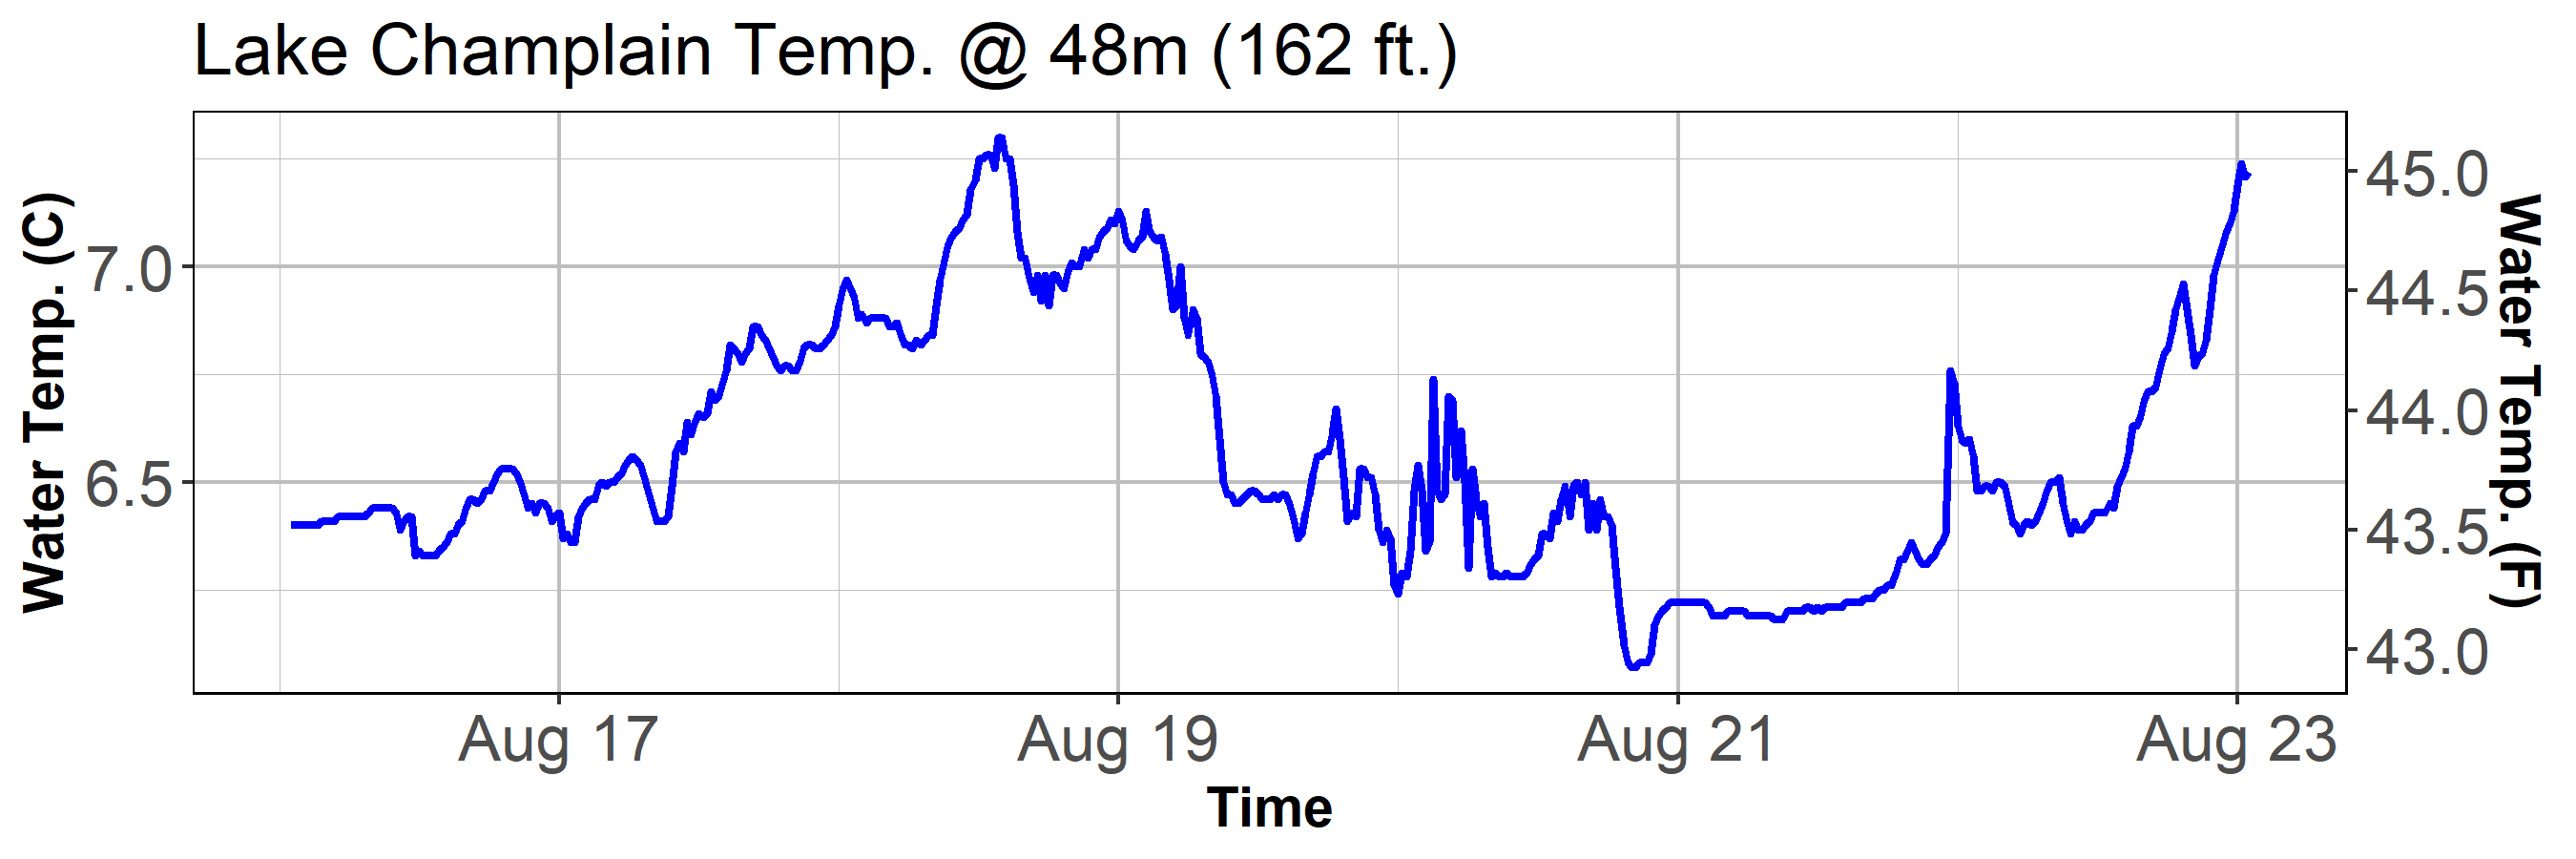 Lake Champlain Temp. @ 48m (162 ft.)
Water Temp. (C)
7.0
6.5
45.0
44.5
44.0
43.5
43.0
Water Temp. (F)
Aug 17
Aug 19
Aug 21
Aug 23
Time